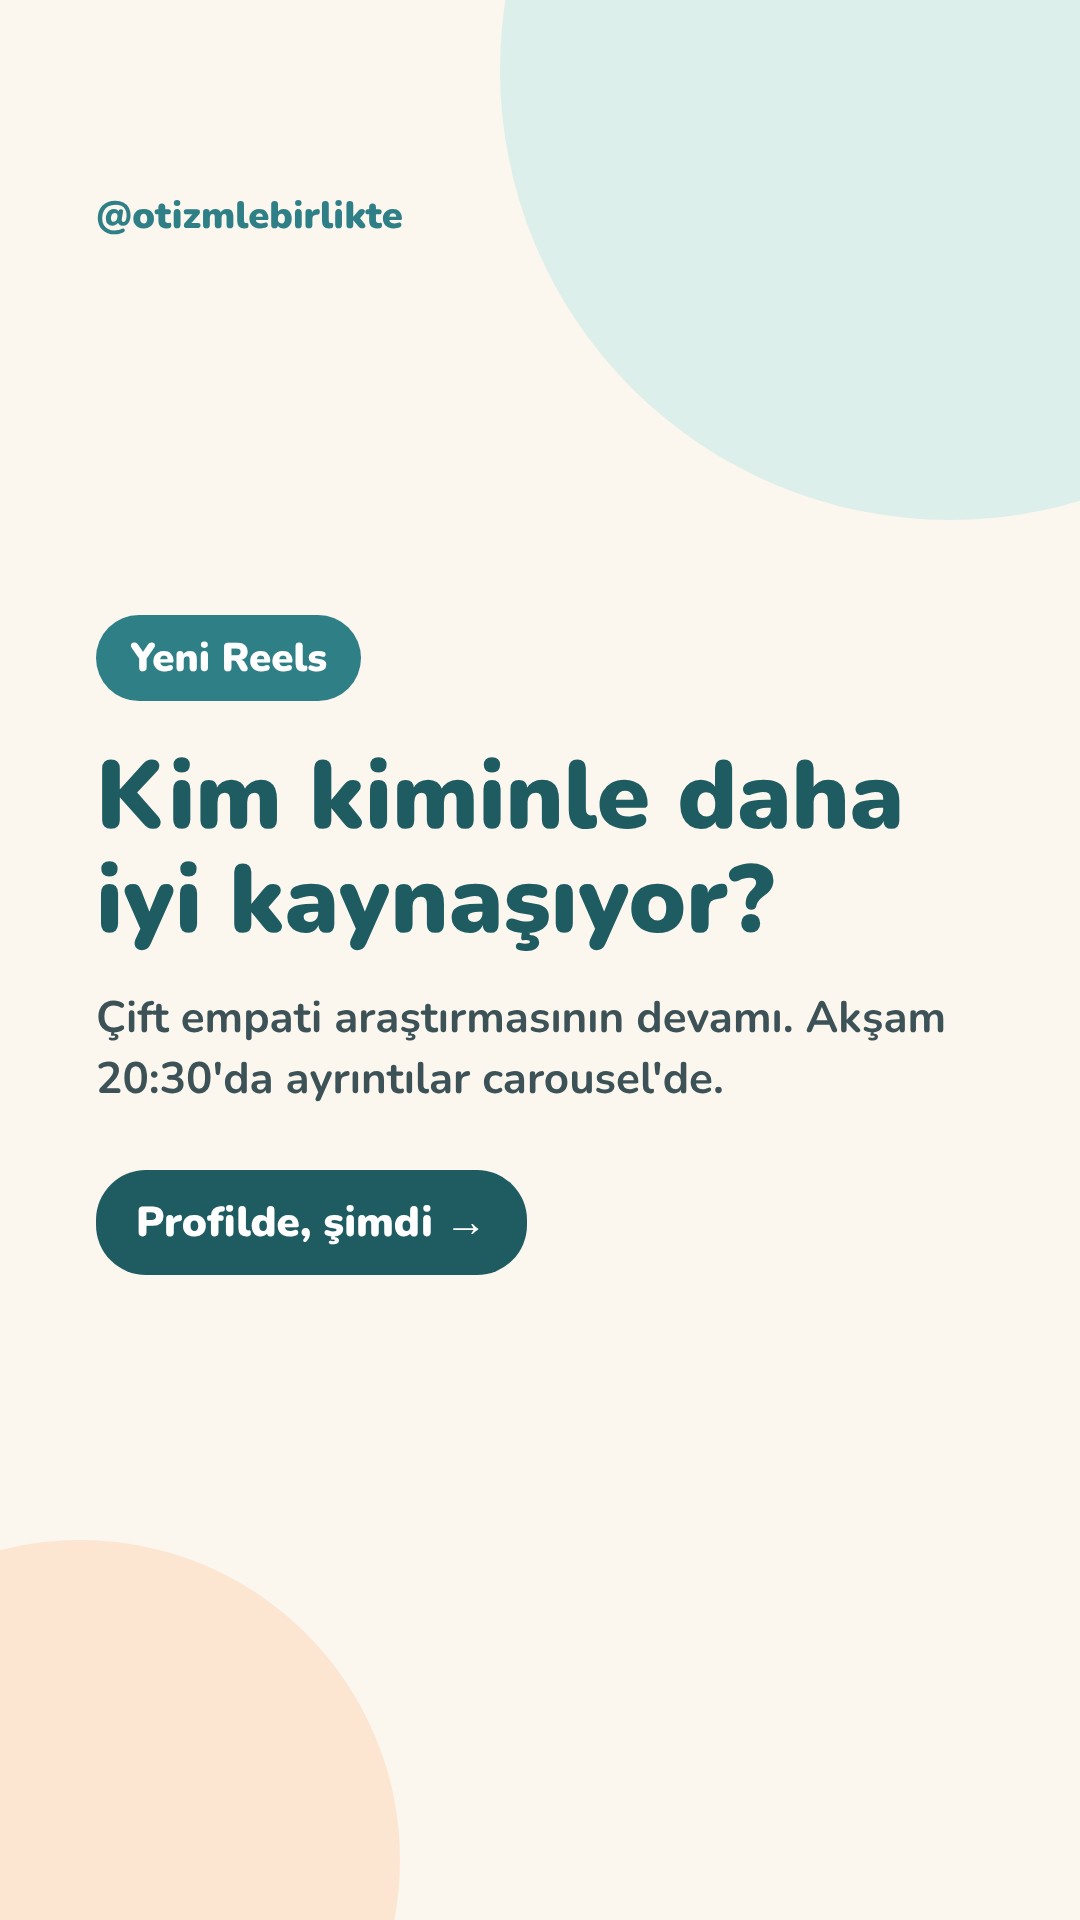 @otizmlebirlikte
Yeni Reels
Kim kiminle daha
iyi kaynaşıyor?
Çift empati araştırmasının devamı. Akşam
20:30'da ayrıntılar carousel'de.
Profilde, şimdi →